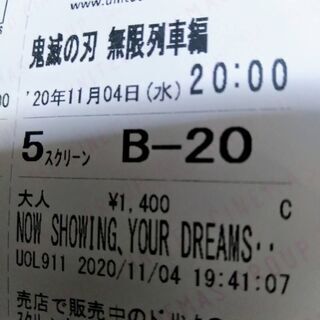 鬼滅の刃 無限列車編
'20年11月04日(水) 20:00
5スクリーン B-20
大人 ¥1,400 C
NOW SHOWING、YOUR DREAMS・・
UOL911 2020/11/04 19:41:07
売店で販売中のドリ